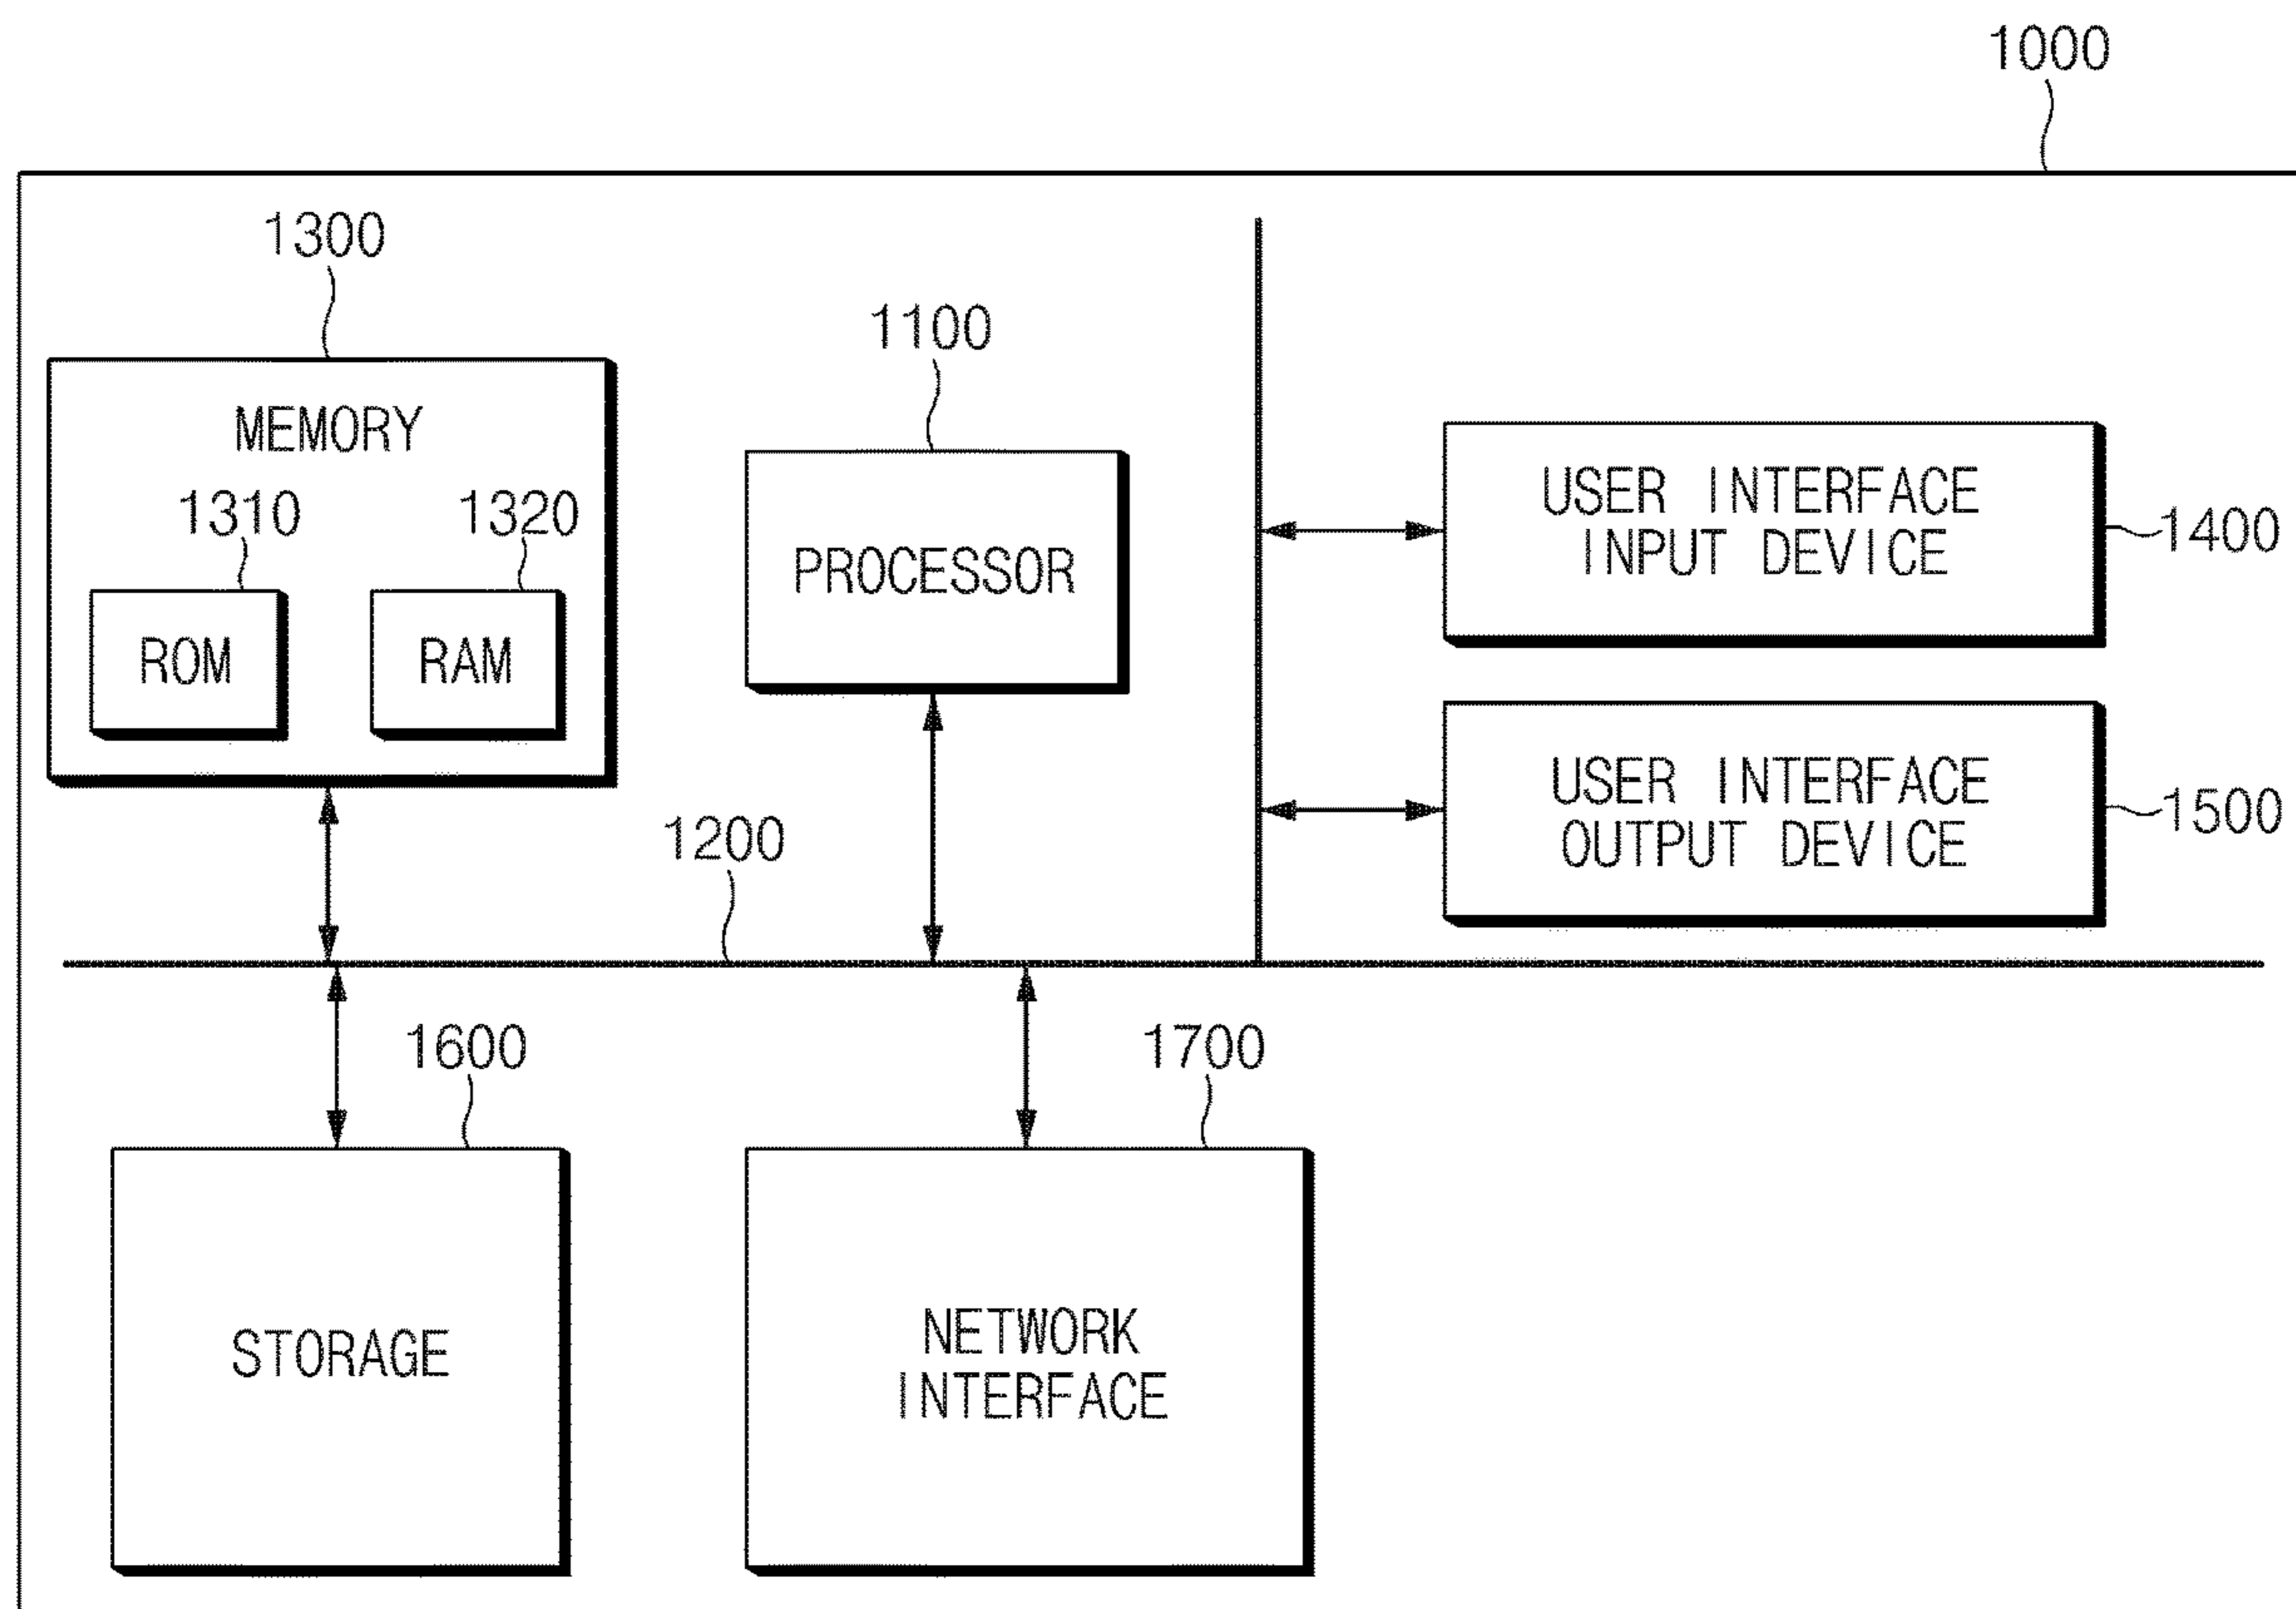 1000
1300
1100
MEMORY
1310
1320
ROM
RAM
PROCESSOR
USER INTERFACE
INPUT DEVICE
1400
USER INTERFACE
OUTPUT DEVICE
1500
1200
1600
1700
STORAGE
NETWORK
INTERFACE